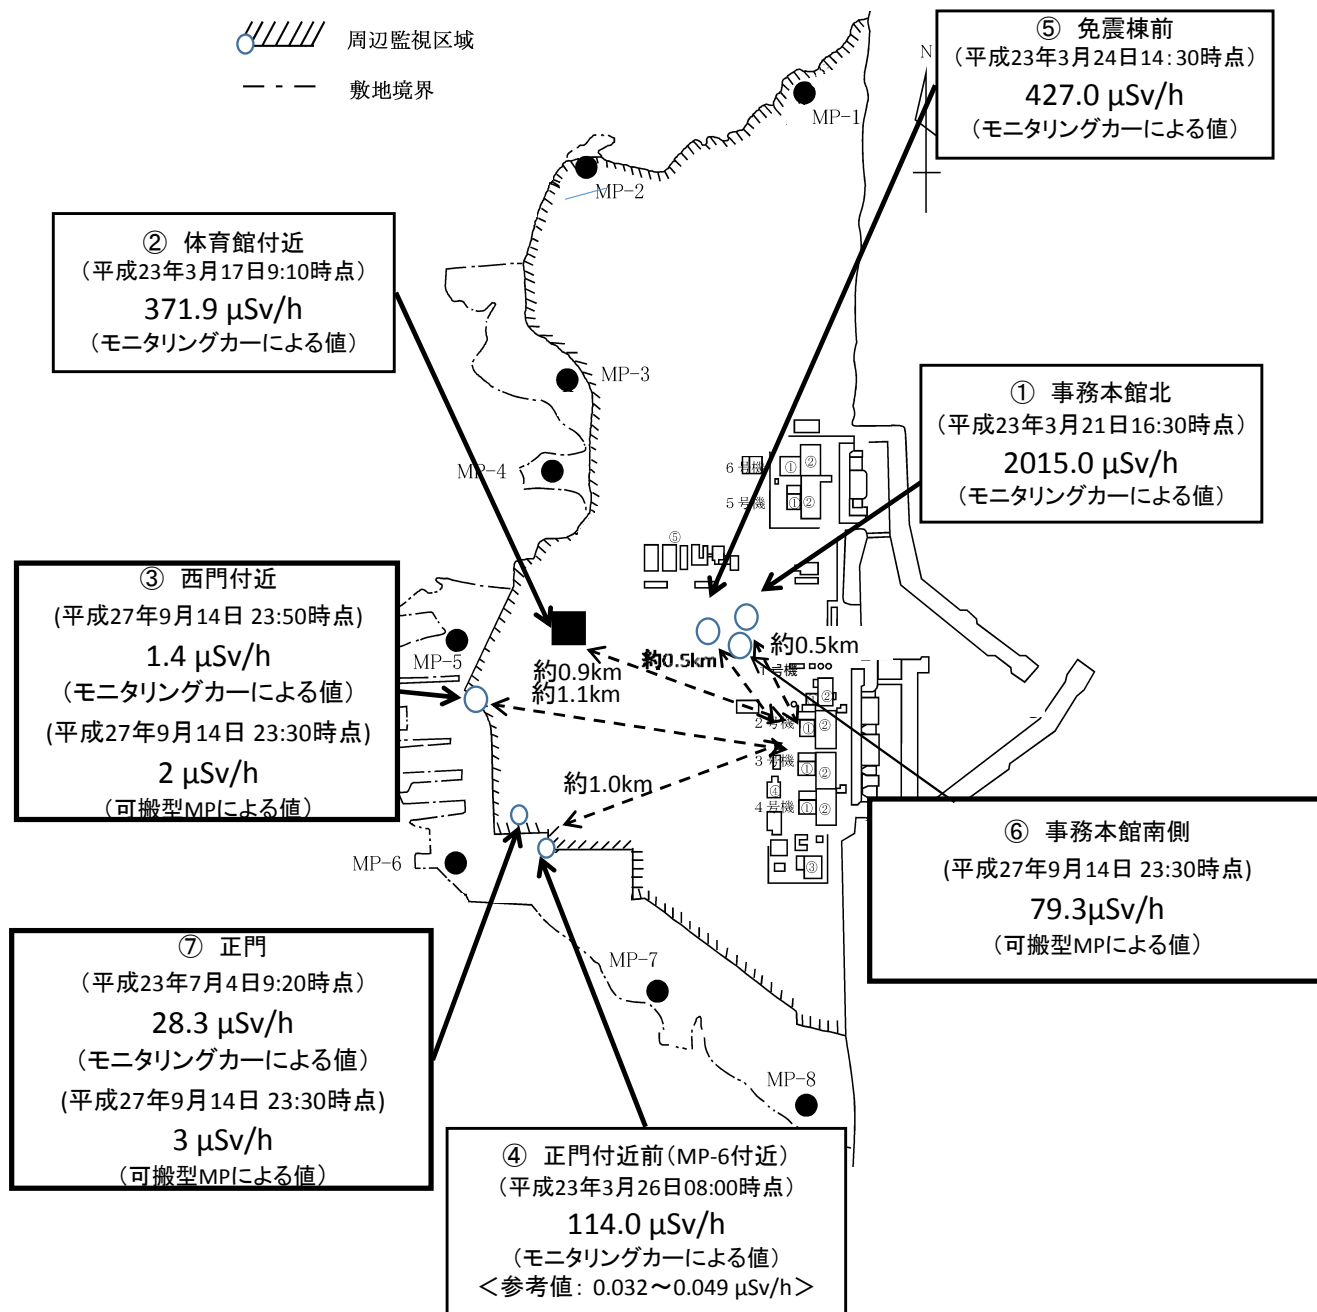 周辺監視区域
敷地境界
⑤ 免震棟前
(平成23年3月24日14:30時点)
427.0 μSv/h
(モニタリングカーによる値)
N
MP-1
MP-2
② 体育館付近
(平成23年3月17日9:10時点)
371.9 μSv/h
(モニタリングカーによる値)
MP-3
MP-4
① 事務本館北
(平成23年3月21日16:30時点)
2015.0 μSv/h
(モニタリングカーによる値)
6号機
①
②
5号機
①
②
⑤
③ 西門付近
(平成27年9月14日 23:50時点)
1.4 μSv/h
(モニタリングカーによる値)
(平成27年9月14日 23:30時点)
2 μSv/h
(可搬型MPによる値)
MP-5
約0.9km
約1.1km
約0.5km
約0.5km
1号機
②
2号機
①
②
3号機
①
②
④
4号機
①
②
③
約1.0km
MP-6
⑥ 事務本館南側
(平成27年9月14日 23:30時点)
79.3μSv/h
(可搬型MPによる値)
⑦ 正門
(平成23年7月4日9:20時点)
28.3 μSv/h
(モニタリングカーによる値)
(平成27年9月14日 23:30時点)
3 μSv/h
(可搬型MPによる値)
MP-7
MP-8
④ 正門付近前(MP-6付近)
(平成23年3月26日08:00時点)
114.0 μSv/h
(モニタリングカーによる値)
<参考値: 0.032～0.049 μSv/h>